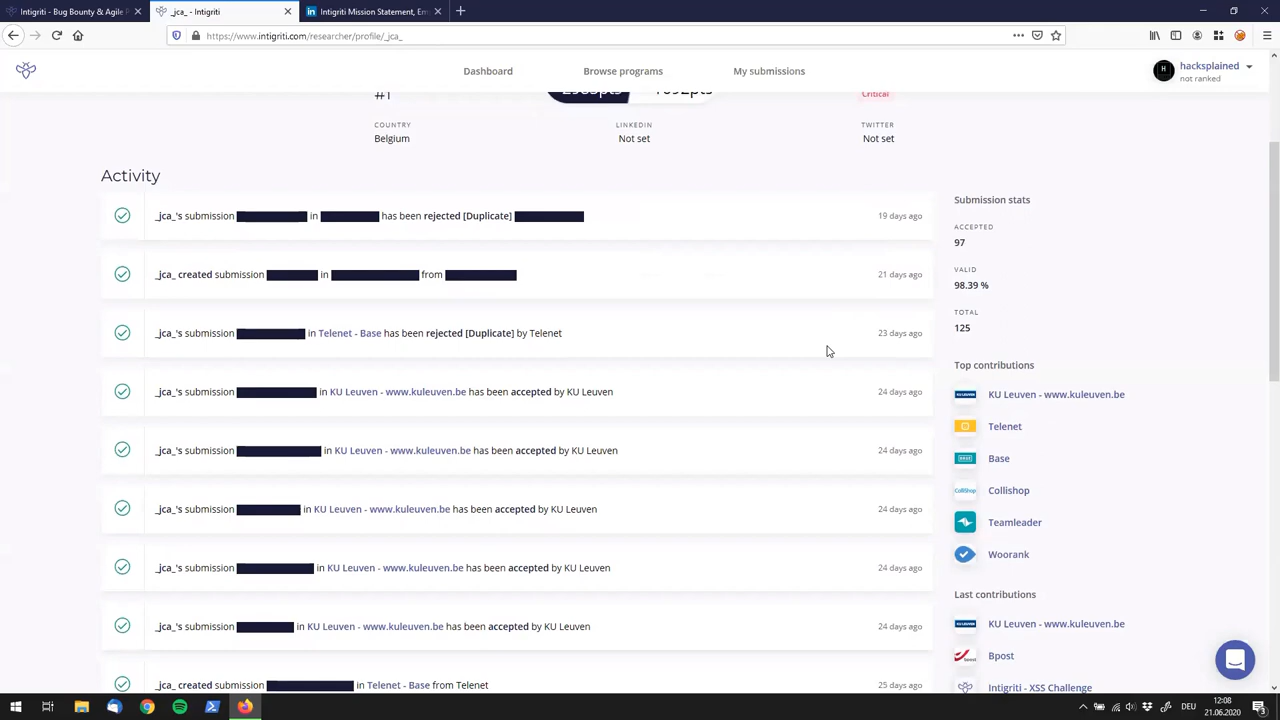 Intigriti - Bug Bounty & Agile P
_jca_ - Intigriti
Intigriti Mission Statement, Em
https://www.intigriti.com/researcher/profile/_jca_
Dashboard
Browse programs
My submissions
hacksplained
not ranked
#1
Critical
COUNTRY
Belgium
LINKEDIN
Not set
TWITTER
Not set
Activity
_jca_'s submission in has been rejected [Duplicate]
19 days ago
_jca_ created submission in from
21 days ago
_jca_'s submission in Telenet - Base has been rejected [Duplicate] by Telenet
23 days ago
_jca_'s submission in KU Leuven - www.kuleuven.be has been accepted by KU Leuven
24 days ago
_jca_'s submission in KU Leuven - www.kuleuven.be has been accepted by KU Leuven
24 days ago
_jca_'s submission in KU Leuven - www.kuleuven.be has been accepted by KU Leuven
24 days ago
_jca_'s submission in KU Leuven - www.kuleuven.be has been accepted by KU Leuven
24 days ago
_jca_'s submission in KU Leuven - www.kuleuven.be has been accepted by KU Leuven
24 days ago
_jca_ created submission in Telenet - Base from Telenet
25 days ago
Submission stats
ACCEPTED
97
VALID
98.39 %
TOTAL
125
Top contributions
KU Leuven - www.kuleuven.be
Telenet
Base
Collishop
Teamleader
Woorank
Last contributions
KU Leuven - www.kuleuven.be
Bpost
Intigriti - XSS Challenge
DEU
12:08
21.06.2020